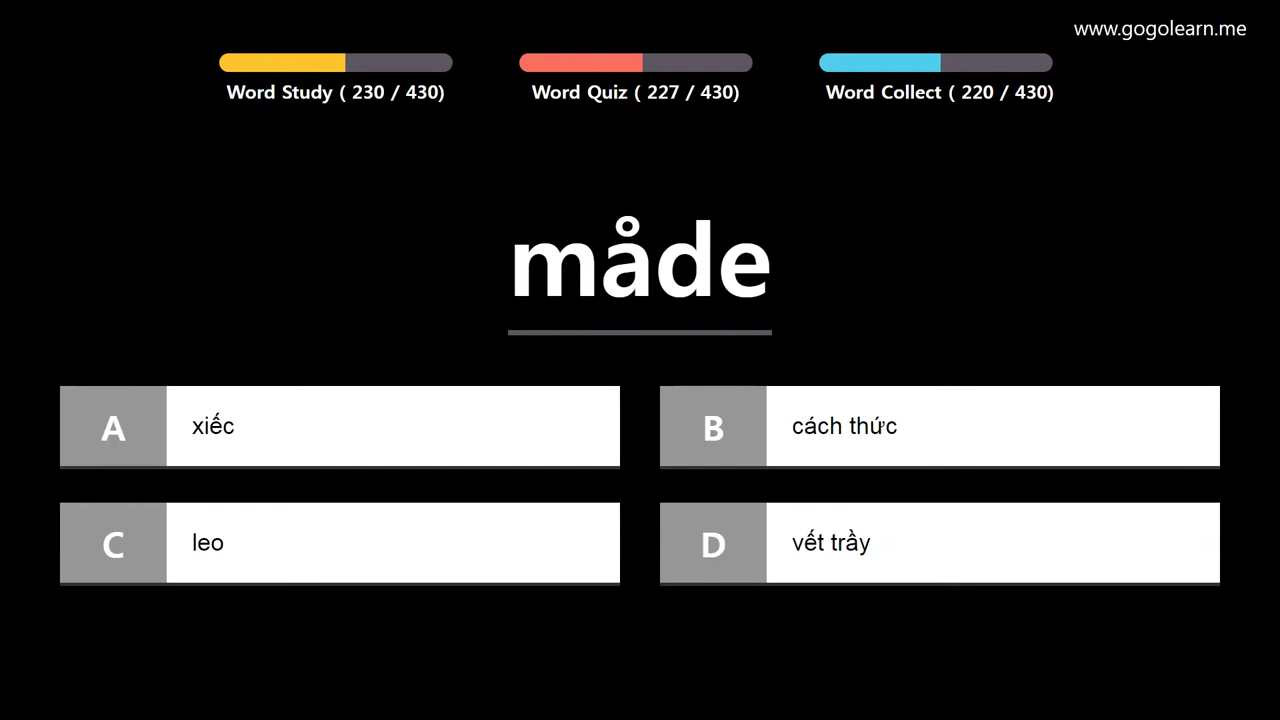 www.gogolearn.me
Word Study ( 230 / 430)
Word Quiz ( 227 / 430)
Word Collect ( 220 / 430)
måde
A xiếc
B cách thức
C leo
D vết trầy